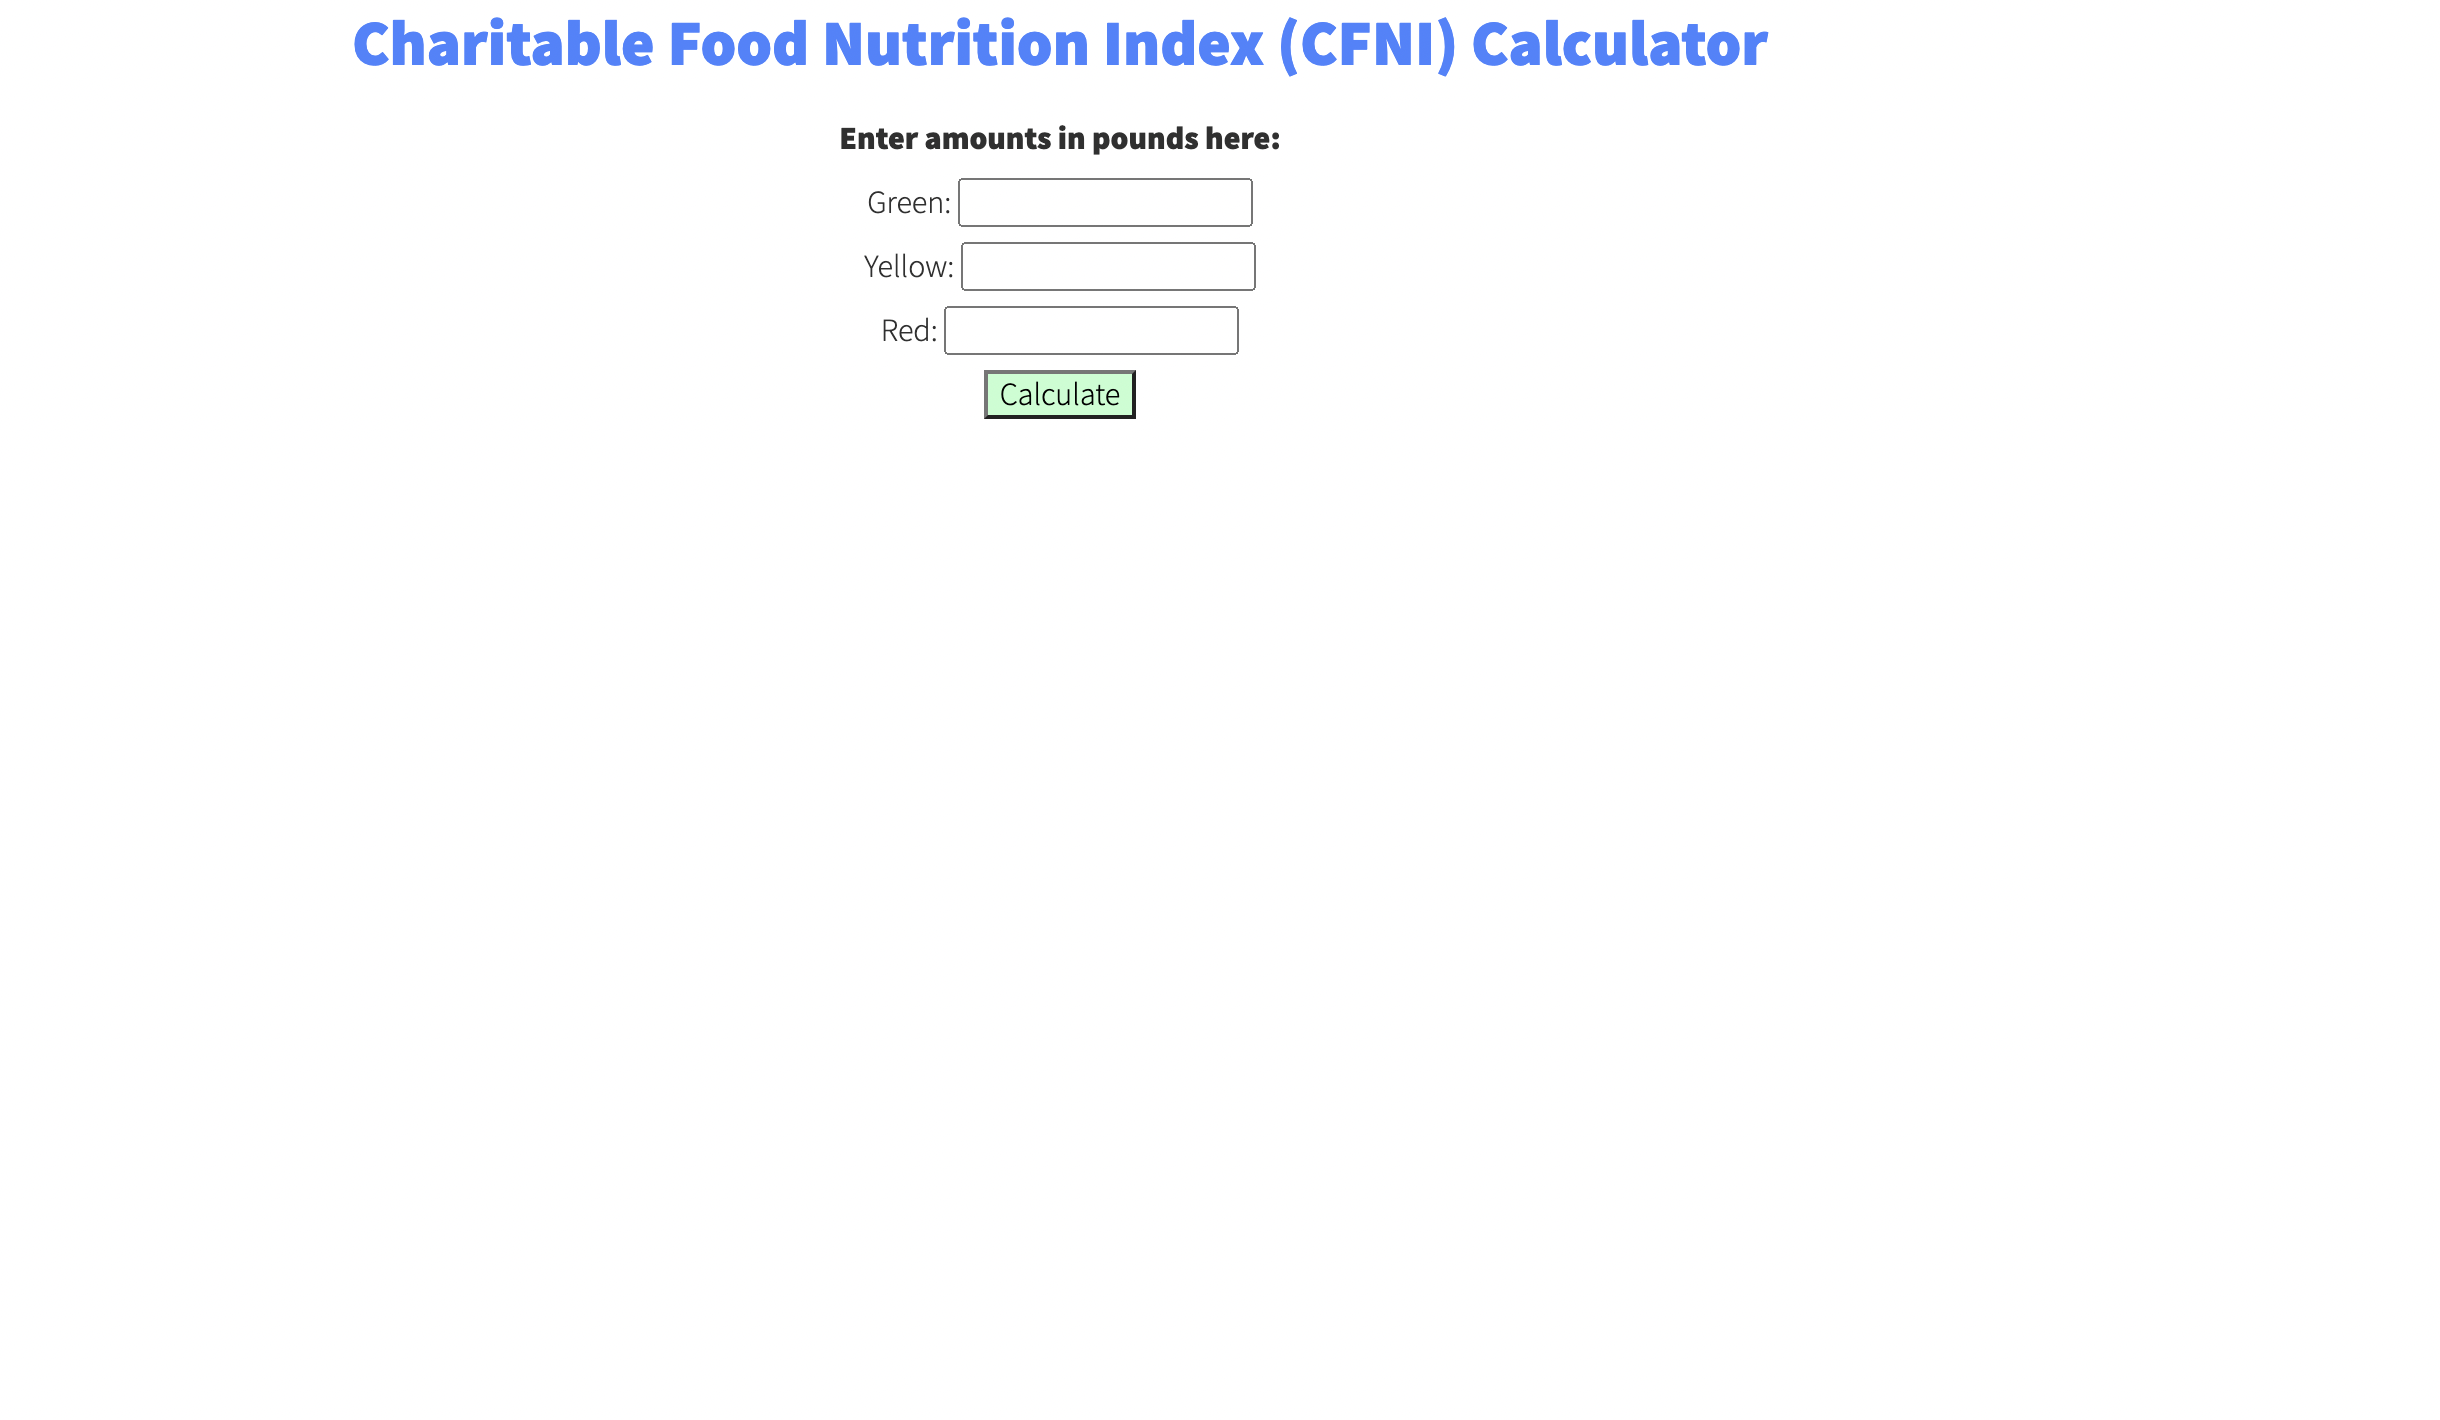 Charitable Food Nutrition Index (CFNI) Calculator
Enter amounts in pounds here:
Green:
Yellow:
Red:
Calculate